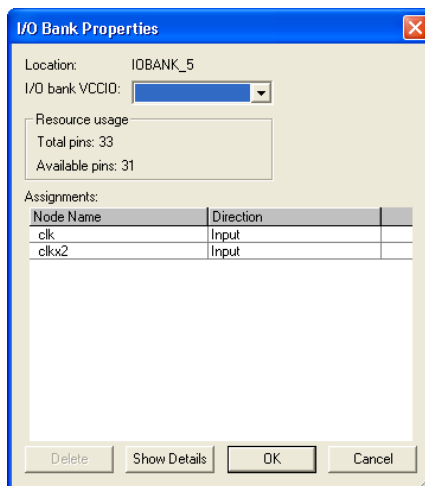 I/O Bank Properties
Location: IOBANK_5
I/O bank VCCIO:
Resource usage
Total pins: 33
Available pins: 31
Assignments:
Node Name Direction
clk Input
clkx2 Input
Delete Show Details OK Cancel